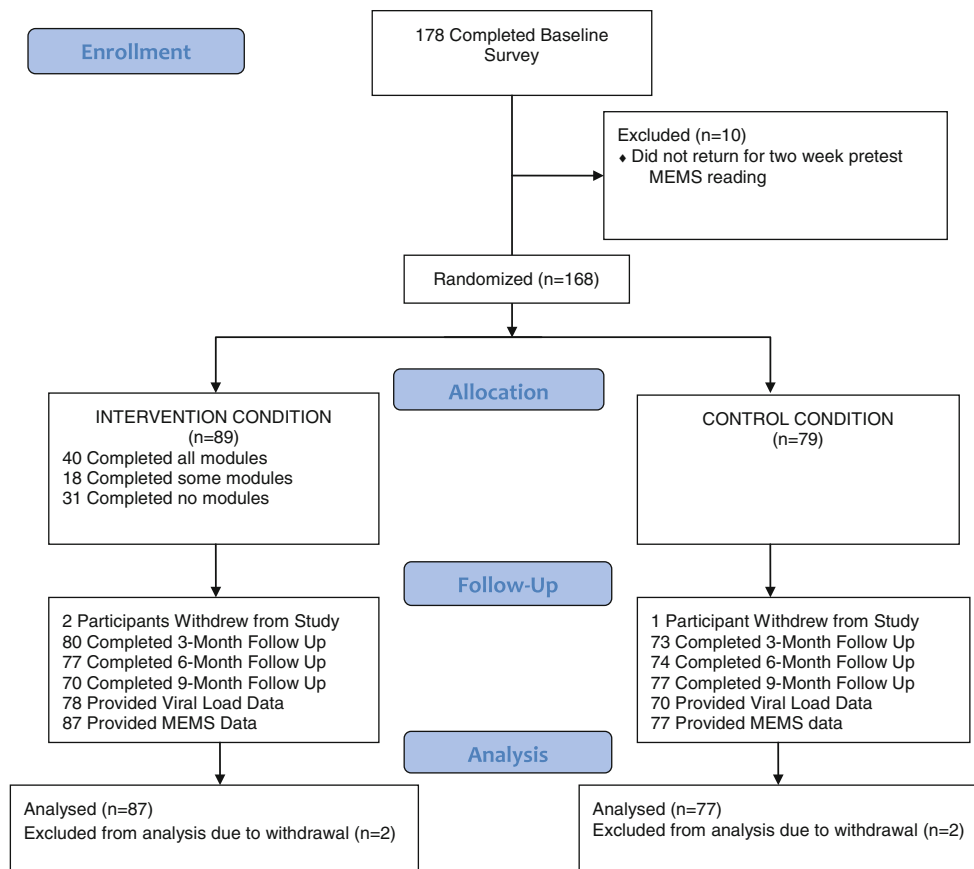 178 Completed Baseline
Survey
Enrollment
Excluded (n=10)
♦ Did not return for two week pretest
MEMS reading
Randomized (n=168)
Allocation
INTERVENTION CONDITION
(n=89)
40 Completed all modules
18 Completed some modules
31 Completed no modules
CONTROL CONDITION
(n=79)
Follow-Up
2 Participants Withdrew from Study
80 Completed 3-Month Follow Up
77 Completed 6-Month Follow Up
70 Completed 9-Month Follow Up
78 Provided Viral Load Data
87 Provided MEMS Data
1 Participant Withdrew from Study
73 Completed 3-Month Follow Up
74 Completed 6-Month Follow Up
77 Completed 9-Month Follow Up
70 Provided Viral Load Data
77 Provided MEMS data
Analysis
Analysed (n=87)
Excluded from analysis due to withdrawal (n=2)
Analysed (n=77)
Excluded from analysis due to withdrawal (n=2)